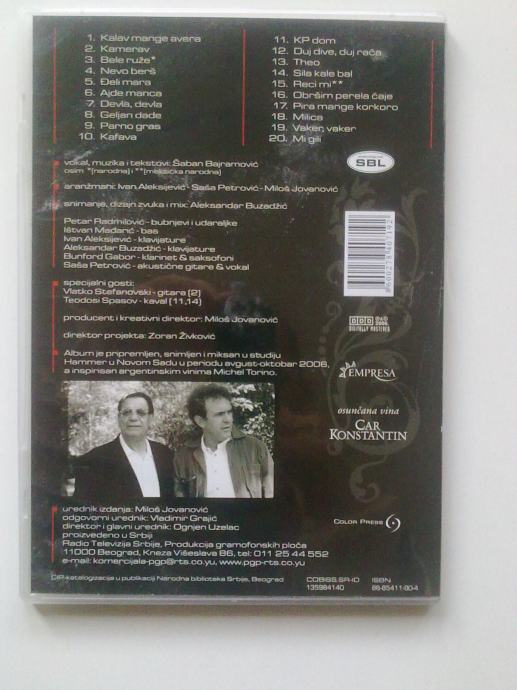 1. Kalav mange avera
2. Kamerav
3. Bele ruže*
4. Nevo berš
5. Đeli mara
6. Ajde manca
7. Devla, devla
8. Geljan dade
9. Parno gras
10. Kafava
11. KP dom
12. Duj dive, duj rača
13. Theo
14. Sila kale bal
15. Reci mi**
16. Obršim perela čaje
17. Pira mange korkoro
18. Milica
19. Vaker, vaker
20. Mi gili
vokal, muzika i tekstovi: Šaban Bajramović
osim *(narodna) i **(meksička narodna)
aranžmani: Ivan Aleksijević - Saša Petrović - Miloš Jovanović
snimanje, dizajn zvuka i mix: Aleksandar Buzadžić
Petar Radmilović - bubnjevi i udaraljke
Ištvan Madarić - bas
Ivan Aleksijević - klavijature
Aleksandar Buzadžić - klavijature
Bunford Gabor - klarinet & saksofoni
Saša Petrović - akustične gitare & vokal
specijalni gosti:
Vlatko Stefanovski - gitara [2]
Teodosi Spasov - kaval [11,14]
producent i kreativni direktor: Miloš Jovanović
direktor projekta: Zoran Živković
Album je pripremljen, snimljen i miksan u studiju
Hammer u Novom Sadu u periodu avgust-oktobar 2006,
a inspirisan argentinskim vinima Michel Torino.
SBL
DIGITALLY MASTERED
EMPRESA
osunčana vina
CAR
KONSTANTIN
COLOR PRESS
urednik izdanja: Miloš Jovanović
odgovorni urednik: Vladimir Grajić
direktor i glavni urednik: Ognjen Uzelac
proizvedeno u Srbiji
Radio Televizija Srbije, Produkcija gramofonskih ploča
11000 Beograd, Kneza Višeslava 86, tel: 011 25 44 552
e-mail: komercijala-pgp@rts.co.yu, www.pgp-rts.co.yu
CIP-katalogizacija u publikaciji Narodna biblioteka Srbije, Beograd
COBISS.SR-ID
135984140
ISBN
86-85411-80-4